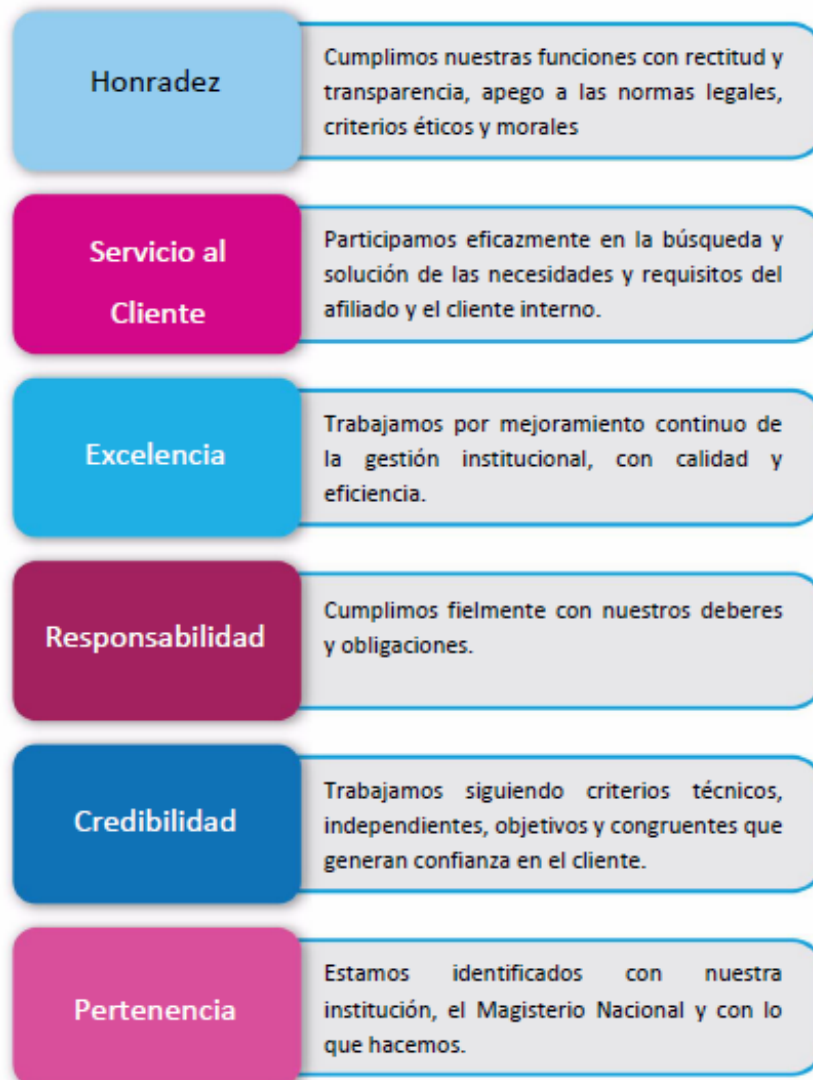 Honradez
Cumplimos nuestras funciones con rectitud y
transparencia, apego a las normas legales,
criterios éticos y morales
Servicio al
Cliente
Participamos eficazmente en la búsqueda y
solución de las necesidades y requisitos del
afiliado y el cliente interno.
Excelencia
Trabajamos por mejoramiento continuo de
la gestión institucional, con calidad y
eficiencia.
Responsabilidad
Cumplimos fielmente con nuestros deberes
y obligaciones.
Credibilidad
Trabajamos siguiendo criterios técnicos,
independientes, objetivos y congruentes que
generan confianza en el cliente.
Pertenencia
Estamos identificados con nuestra
institución, el Magisterio Nacional y con lo
que hacemos.